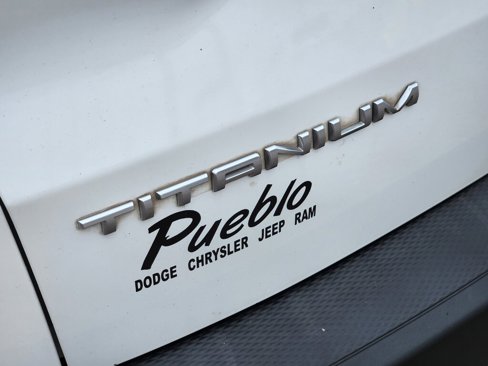 TITANIUM
Pueblo
DODGE CHRYSLER JEEP RAM